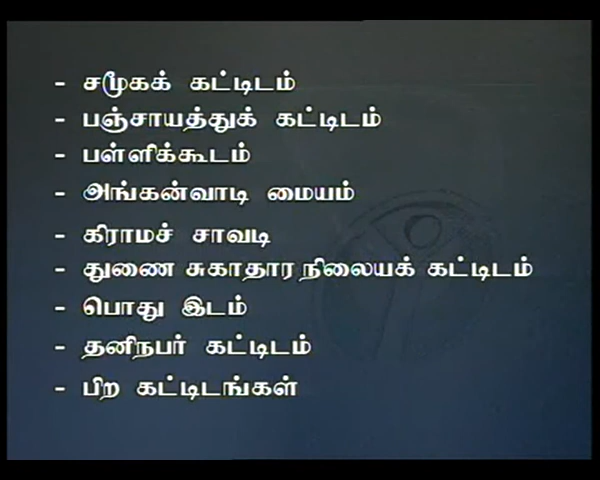 - சமூகக் கட்டிடம்
- பஞ்சாயத்துக் கட்டிடம்
- பள்ளிக்கூடம்
- அங்கன்வாடி மையம்
- கிராமச் சாவடி
- துணை சுகாதார நிலையக் கட்டிடம்
- பொது இடம்
- தனிநபர் கட்டிடம்
- பிற கட்டிடங்கள்